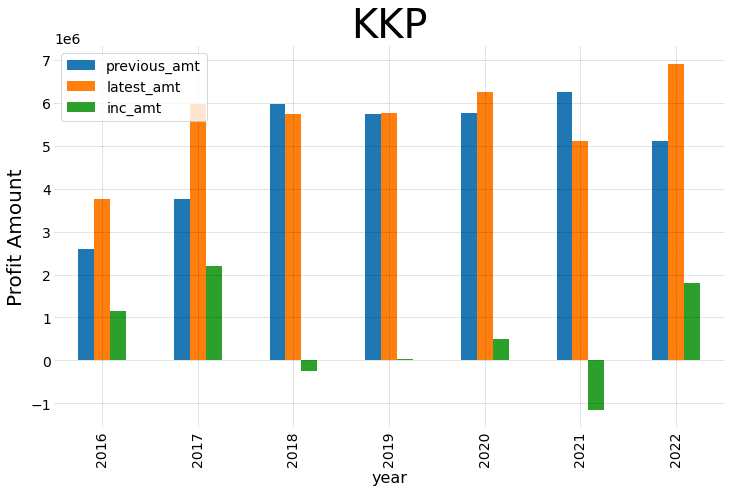 KKP
1e6
previous_amt
latest_amt
inc_amt
7
6
5
4
3
2
1
0
−1
Profit Amount
2016
2017
2018
2019
2020
2021
2022
year